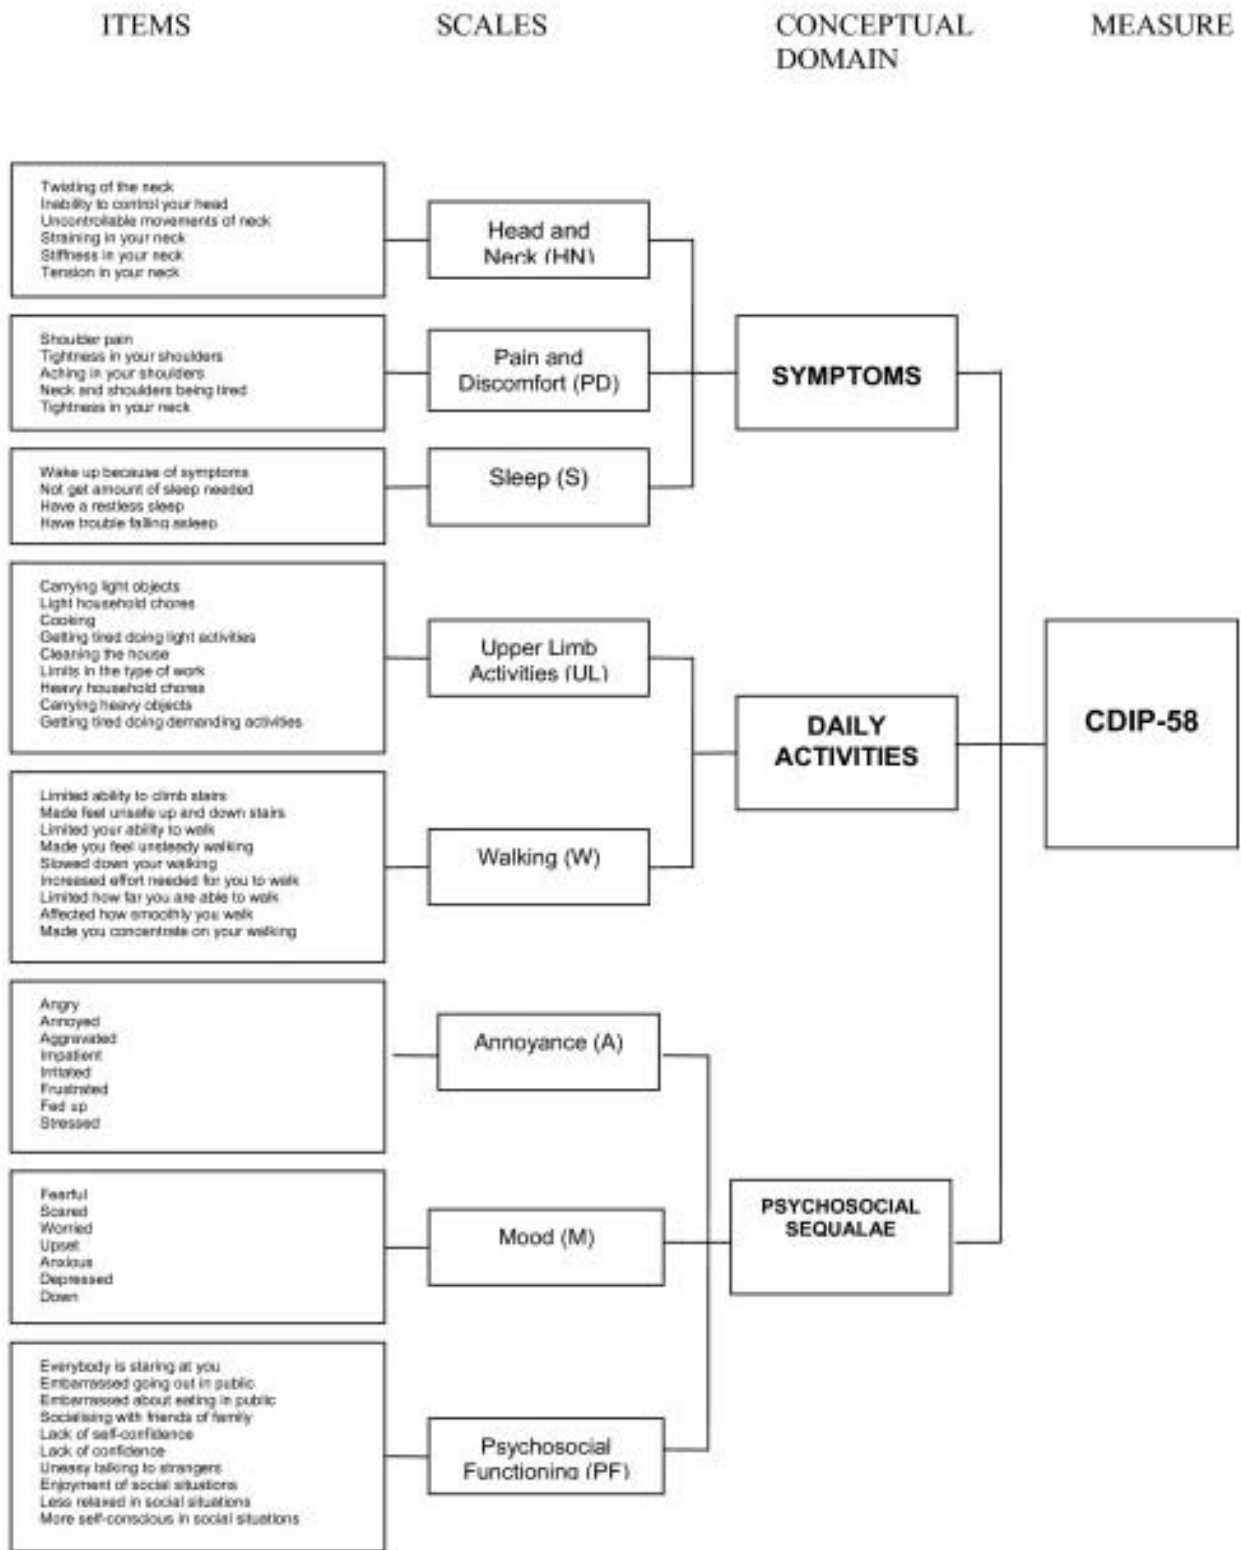 ITEMS
SCALES
CONCEPTUAL
DOMAIN
MEASURE
Twisting of the neck
Inability to control your head
Uncontrollable movements of neck
Straining in your neck
Stiffness in your neck
Tension in your neck
Head and
Neck (HN)
Shoulder pain
Tightness in your shoulders
Aching in your shoulders
Neck and shoulders being tired
Tightness in your neck
Pain and
Discomfort (PD)
SYMPTOMS
Wake up because of symptoms
Not get amount of sleep needed
Have a restless sleep
Have trouble falling asleep
Sleep (S)
Carrying light objects
Light household chores
Cooking
Getting tired doing light activities
Cleaning the house
Limits in the type of work
Heavy household chores
Carrying heavy objects
Getting tired doing demanding activities
Upper Limb
Activities (UL)
DAILY
ACTIVITIES
CDIP-58
Limited ability to climb stairs
Made feel unsafe up and down stairs
Limited your ability to walk
Made you feel unsteady walking
Slowed down your walking
Increased effort needed for you to walk
Limited how far you are able to walk
Affected how smoothly you walk
Made you concentrate on your walking
Walking (W)
Angry
Annoyed
Aggravated
Impatient
Irritated
Frustrated
Fed up
Stressed
Annoyance (A)
Fearful
Scared
Worried
Upset
Anxious
Depressed
Down
Mood (M)
PSYCHOSOCIAL
SEQUALAE
Everybody is staring at you
Embarrassed going out in public
Embarrassed about eating in public
Socialising with friends of family
Lack of self-confidence
Lack of confidence
Uneasy talking to strangers
Enjoyment of social situations
Less relaxed in social situations
More self-conscious in social situations
Psychosocial
Functioning (PF)